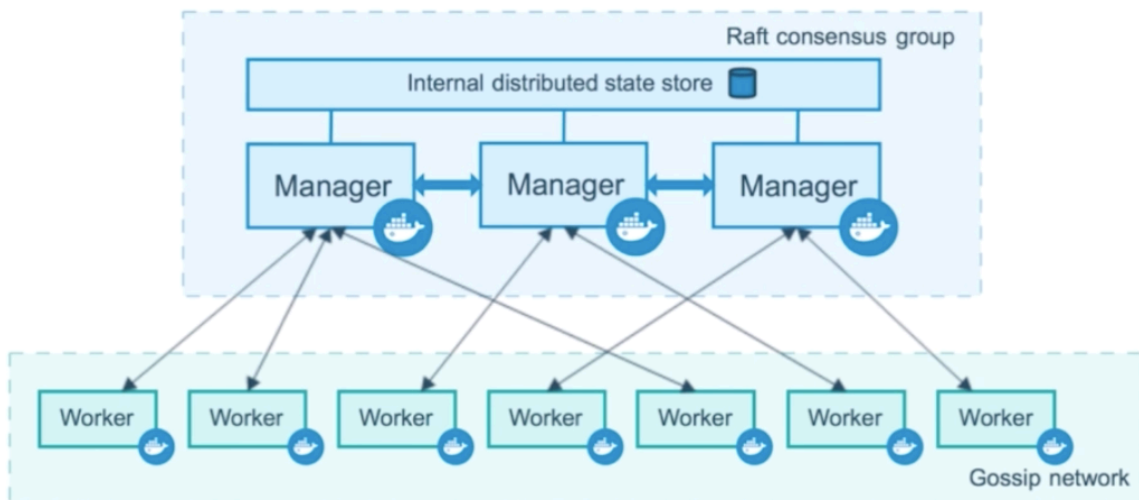 Raft consensus group
Internal distributed state store
Manager
Manager
Manager
Worker
Worker
Worker
Worker
Worker
Worker
Worker
Gossip network